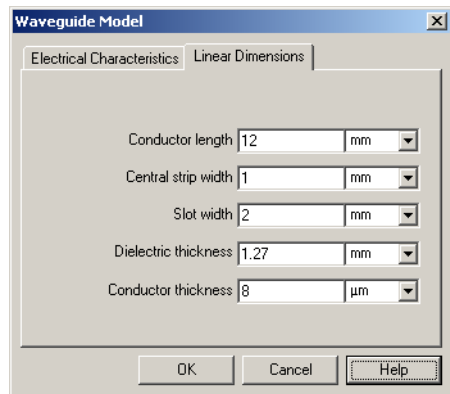 Waveguide Model
Electrical Characteristics Linear Dimensions
Conductor length 12 mm
Central strip width 1 mm
Slot width 2 mm
Dielectric thickness 1.27 mm
Conductor thickness 8 µm
OK Cancel Help